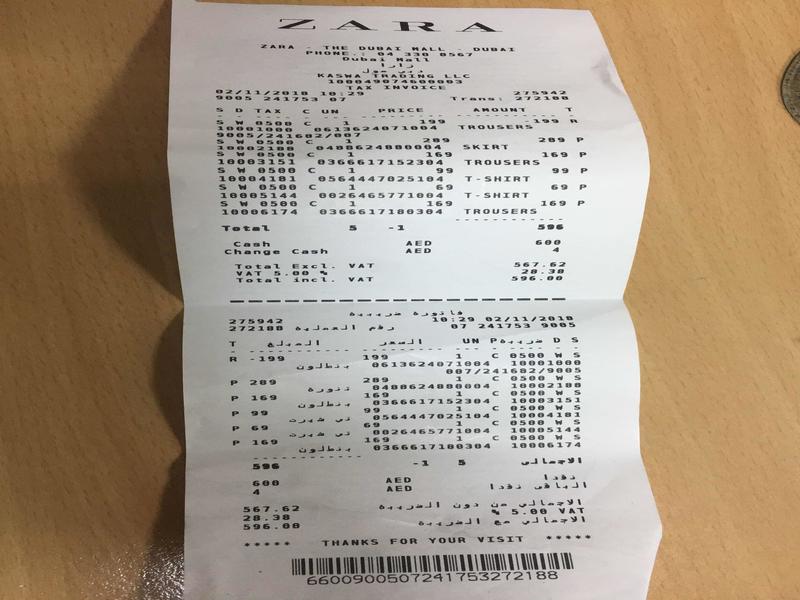 ZARA
ZARA - THE DUBAI MALL - DUBAI
PHONE.: 04 330 8567
Dubai Mall
زارا
دبي مول
KASWA TRADING LLC
100049074600003
TAX INVOICE
02/11/2018 10:29 275942
9005 241753 07 Trans: 272188
S D TAX C UN PRICE AMOUNT T
S W 0500 C 1 199 -199 R
10001000 0613624071004 TROUSERS
9005/241682/007
S W 0500 C 1 289 289 P
10002188 0488624800004 SKIRT
S W 0500 C 1 169 169 P
10003151 0366617152304 TROUSERS
S W 0500 C 1 99 99 P
10004181 0564447025104 T-SHIRT
S W 0500 C 1 69 69 P
10005144 0026465771004 T-SHIRT
S W 0500 C 1 169 169 P
10006174 0366617180304 TROUSERS
Total 5 -1 596
Cash AED 600
Change Cash AED 4
Total Excl. VAT 567.62
VAT 5.00 % 28.38
Total incl. VAT 596.00
فاتورة ضريبية
275942 10:29 02/11/2018
272188 رقم العملية 07 241753 9005
T المبلغ السعر UN P ضريبة D S
R -199 199 1 C 0500 W S
بنطلون 0613624071004 10001000
007/241682/9005
P 289 289 1 C 0500 W S
تنورة 0488624800004 10002188
P 169 169 1 C 0500 W S
بنطلون 0366617152304 10003151
P 99 99 1 C 0500 W S
تي شيرت 0564447025104 10004181
P 69 69 1 C 0500 W S
تي شيرت 0026465771004 10005144
P 169 169 1 C 0500 W S
بنطلون 0366617180304 10006174
596 -1 5 الاجمالي
600 AED نقدا
4 AED الباقي نقدا
567.62 الاجمالي من دون الضريبة
28.38 % 5.00 VAT
596.00 الاجمالي مع الضريبة
***** THANKS FOR YOUR VISIT *****
66009005072417532​72188